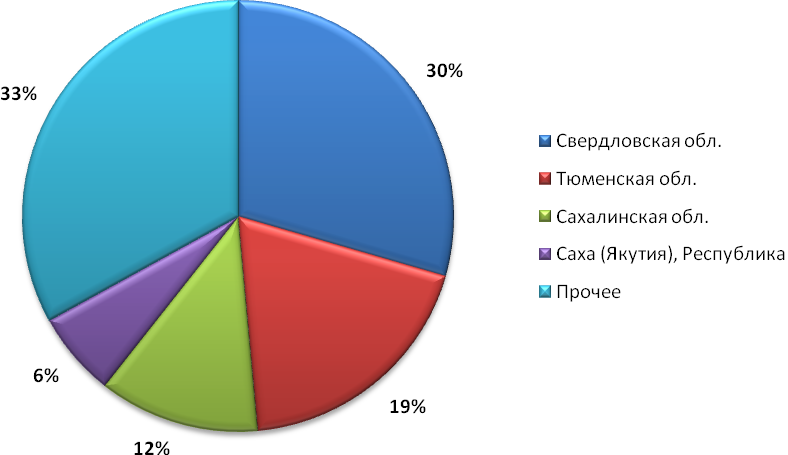 30%
33%
Свердловская обл.
Тюменская обл.
Сахалинская обл.
Саха (Якутия), Республика
Прочее
6%
19%
12%